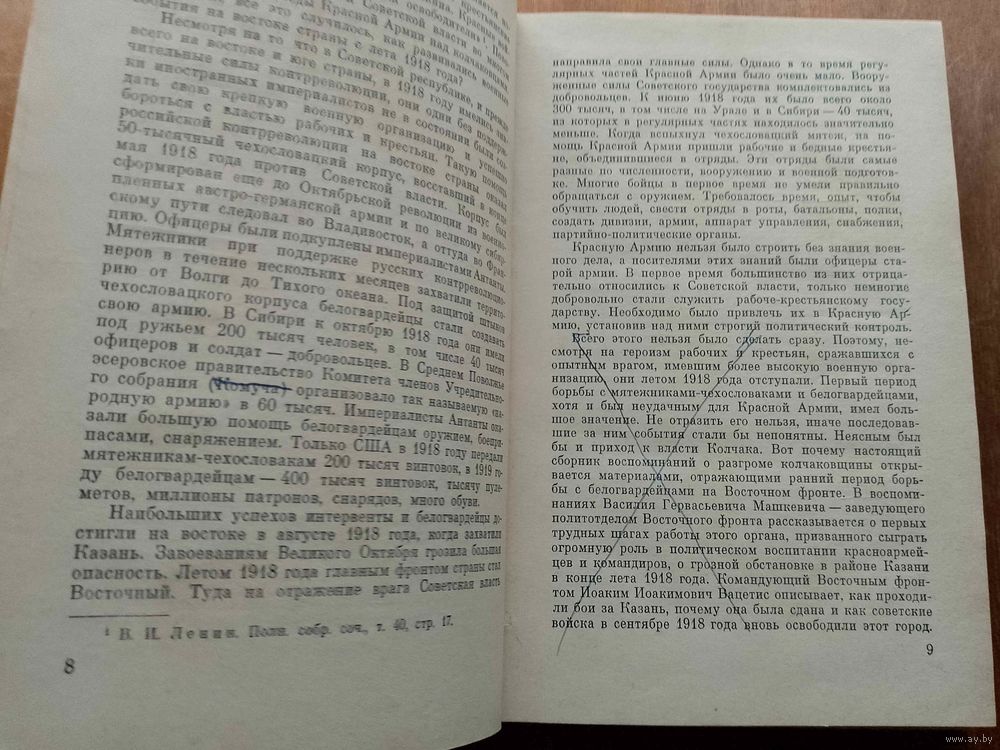 все это случилось, как развивались военные
события на востоке страны с лета 1918 года?
Несмотря на то что в Советской республике, и прежде
всего на востоке и юге страны, в 1918 году имелись зна-
чительные силы контрреволюции, они одни без поддерж-
ки иностранных империалистов не в состоянии были соз-
дать свою крепкую военную организацию и успешно
бороться с властью рабочих и крестьян. Такую помощь
российской контрреволюции на востоке страны оказал
50-тысячный чехословацкий корпус, восставший в конце
мая 1918 года против Советской власти. Корпус был
сформирован еще до Октябрьской революции из военно-
пленных австро-германской армии и по великому сибир-
скому пути следовал во Владивосток, а оттуда во Фран-
цию. Офицеры были подкуплены империалистами Антанты.
Мятежники при поддержке русских контрреволюцио-
неров в течение нескольких месяцев захватили террито-
рию от Волги до Тихого океана. Под защитой штыков
чехословацкого корпуса белогвардейцы стали создавать
свою армию. В Сибири к октябрю 1918 года они имели
под ружьем 200 тысяч человек, в том числе 40 тысяч
офицеров и солдат — добровольцев. В Среднем Поволжье
эсеровское правительство Комитета членов Учредительно-
го собрания (Комуча) организовало так называемую «на-
родную армию» в 60 тысяч. Империалисты Антанты ока-
зали большую помощь белогвардейцам оружием, боепри-
пасами, снаряжением. Только США в 1918 году передали
мятежникам-чехословакам 200 тысяч винтовок, в 1919 го-
ду белогвардейцам — 400 тысяч винтовок, тысячу пуле-
метов, миллионы патронов, снарядов, много обуви.
Наибольших успехов интервенты и белогвардейцы до-
стигли на востоке в августе 1918 года, когда захватили
Казань. Завоеваниям Великого Октября грозила большая
опасность. Летом 1918 года главным фронтом страны стал
Восточный. Туда на отражение врага Советская власть
¹ В. И. Ленин. Полн. собр. соч., т. 40, стр. 17.
8
направила свои главные силы. Однако в то время регу-
лярных частей Красной Армии было очень мало. Воору-
женные силы Советского государства комплектовались из
добровольцев. К июню 1918 года их было всего около
300 тысяч, в том числе на Урале и в Сибири — 40 тысяч,
из которых в регулярных частях находилось значительно
меньше. Когда вспыхнул чехословацкий мятеж, на по-
мощь Красной Армии пришли рабочие и бедные крестья-
не, объединившиеся в отряды. Эти отряды были самые
разные по численности, вооружению и военной подготов-
ке. Многие бойцы в первое время не умели правильно
обращаться с оружием. Требовалось время, опыт, чтобы
обучить людей, свести отряды в роты, батальоны, полки,
создать дивизии, армии, аппарат управления, снабжения,
партийно-политические органы.
Красную Армию нельзя было строить без знания воен-
ного дела, а носителями этих знаний были офицеры ста-
рой армии. В первое время большинство из них отрица-
тельно относились к Советской власти, только немногие
добровольно стали служить рабоче-крестьянскому госу-
дарству. Необходимо было привлечь их в Красную Ар-
мию, установив над ними строгий политический контроль.
Всего этого нельзя было сделать сразу. Поэтому, не-
смотря на героизм рабочих и крестьян, сражавшихся с
опытным врагом, имевшим более высокую военную орга-
низацию, они летом 1918 года отступали. Первый период
борьбы с мятежниками-чехословаками и белогвардейцами,
хотя и был неудачным для Красной Армии, имел боль-
шое значение. Не отразить его нельзя, иначе последовав-
шие за ним события стали бы непонятны. Неясным был
бы и приход к власти Колчака. Вот почему настоящий
сборник воспоминаний о разгроме колчаковщины откры-
вается материалами, отражающими ранний период борь-
бы с белогвардейцами на Восточном фронте. В воспоми-
наниях Василия Гервасьевича Машкевича — заведующего
политотделом Восточного фронта рассказывается о первых
трудных шагах работы этого органа, призванного сыграть
огромную роль в политическом воспитании красноармей-
цев и командиров, о грозной обстановке в районе Казани
в конце лета 1918 года. Командующий Восточным фрон-
том Иоаким Иоакимович Вацетис описывает, как проходи-
ли бои за Казань, почему она была сдана и как советские
войска в сентябре 1918 года вновь освободили этот город.
9
www.ay.by